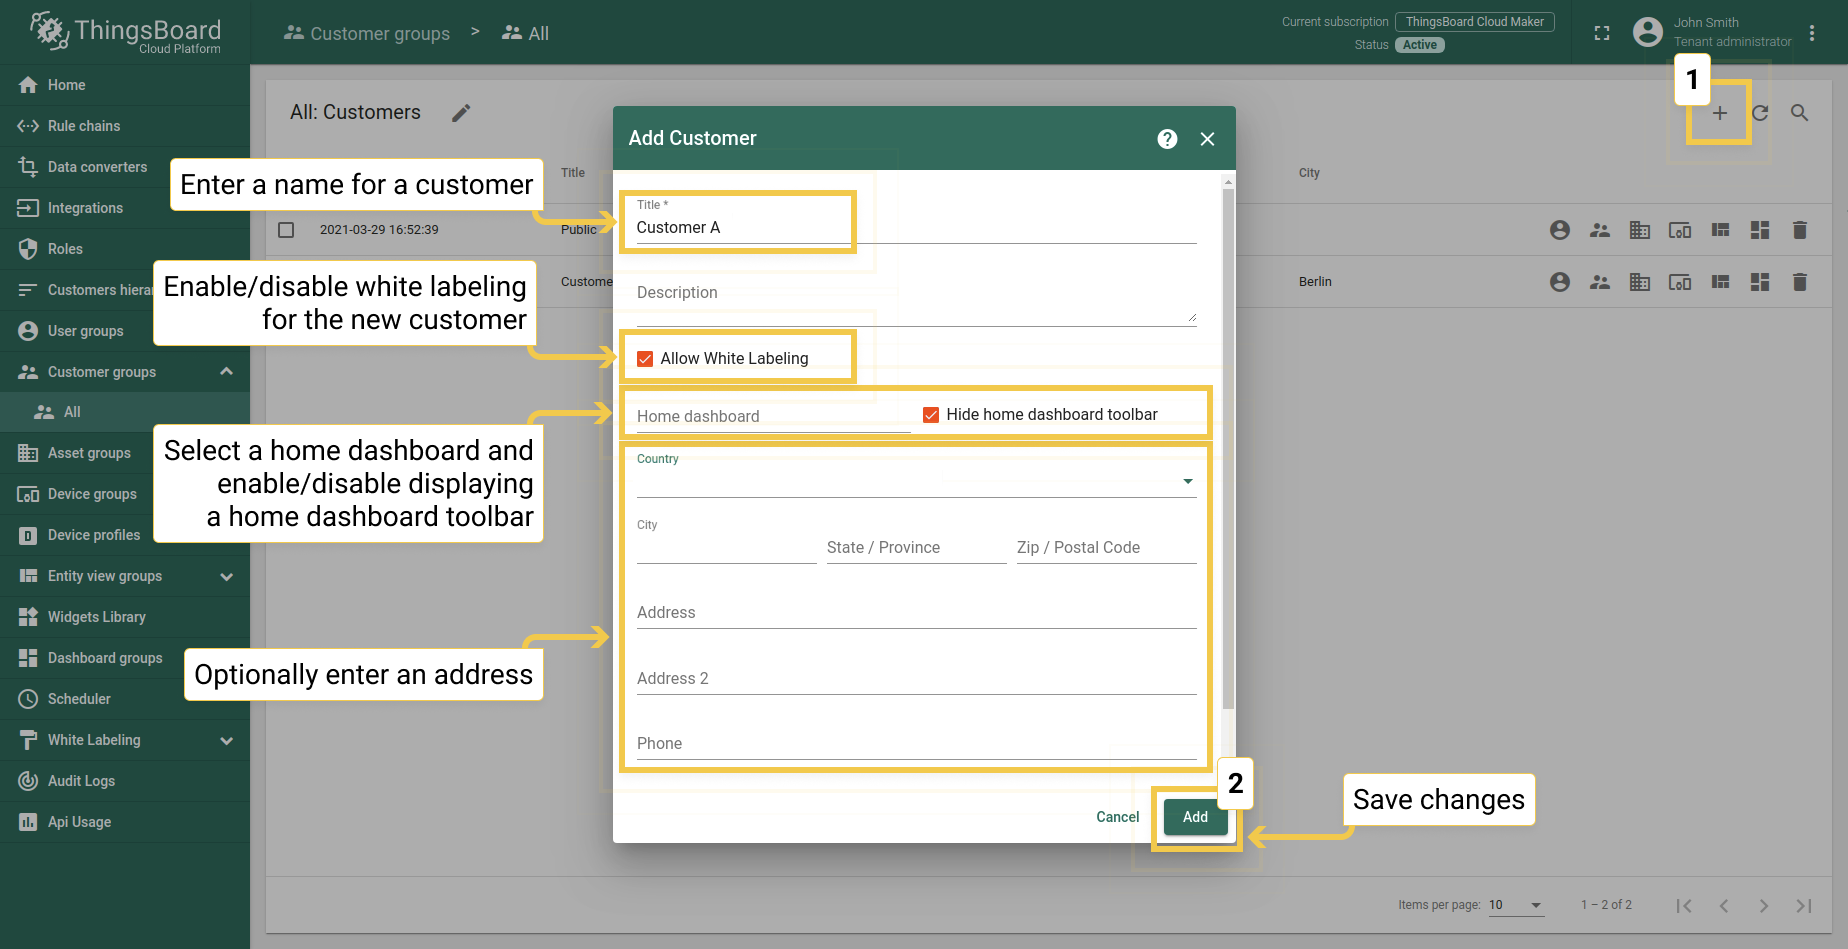 ThingsBoard
Cloud Platform
Customer groups > All
Current subscription ThingsBoard Cloud Maker
Status Active
John Smith
Tenant administrator
Home
Rule chains
Data converters
Integrations
Roles
Customers hierar
User groups
Customer groups
All
Asset groups
Device groups
Device profiles
Entity view groups
Widgets Library
Dashboard groups
Scheduler
White Labeling
Audit Logs
Api Usage
All: Customers
1
Title
City
2021-03-29 16:52:39
Public
Custome
Berlin
Add Customer
Enter a name for a customer
Title *
Customer A
Description
Enable/disable white labeling
for the new customer
Allow White Labeling
Home dashboard
Hide home dashboard toolbar
Select a home dashboard and
enable/disable displaying
a home dashboard toolbar
Country
City
State / Province
Zip / Postal Code
Address
Optionally enter an address
Address 2
Phone
2
Cancel
Add
Save changes
Items per page: 10
1 – 2 of 2